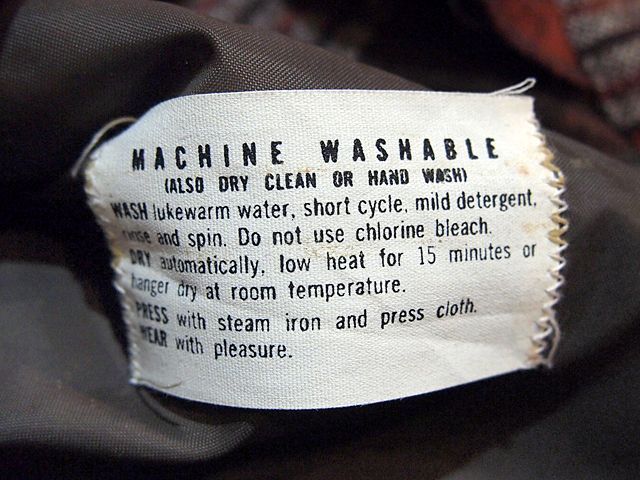 MACHINE WASHABLE
(ALSO DRY CLEAN OR HAND WASH)
WASH lukewarm water, short cycle, mild detergent,
rinse and spin. Do not use chlorine bleach.
DRY automatically, low heat for 15 minutes or
hanger dry at room temperature.
PRESS with steam iron and press cloth.
WEAR with pleasure.